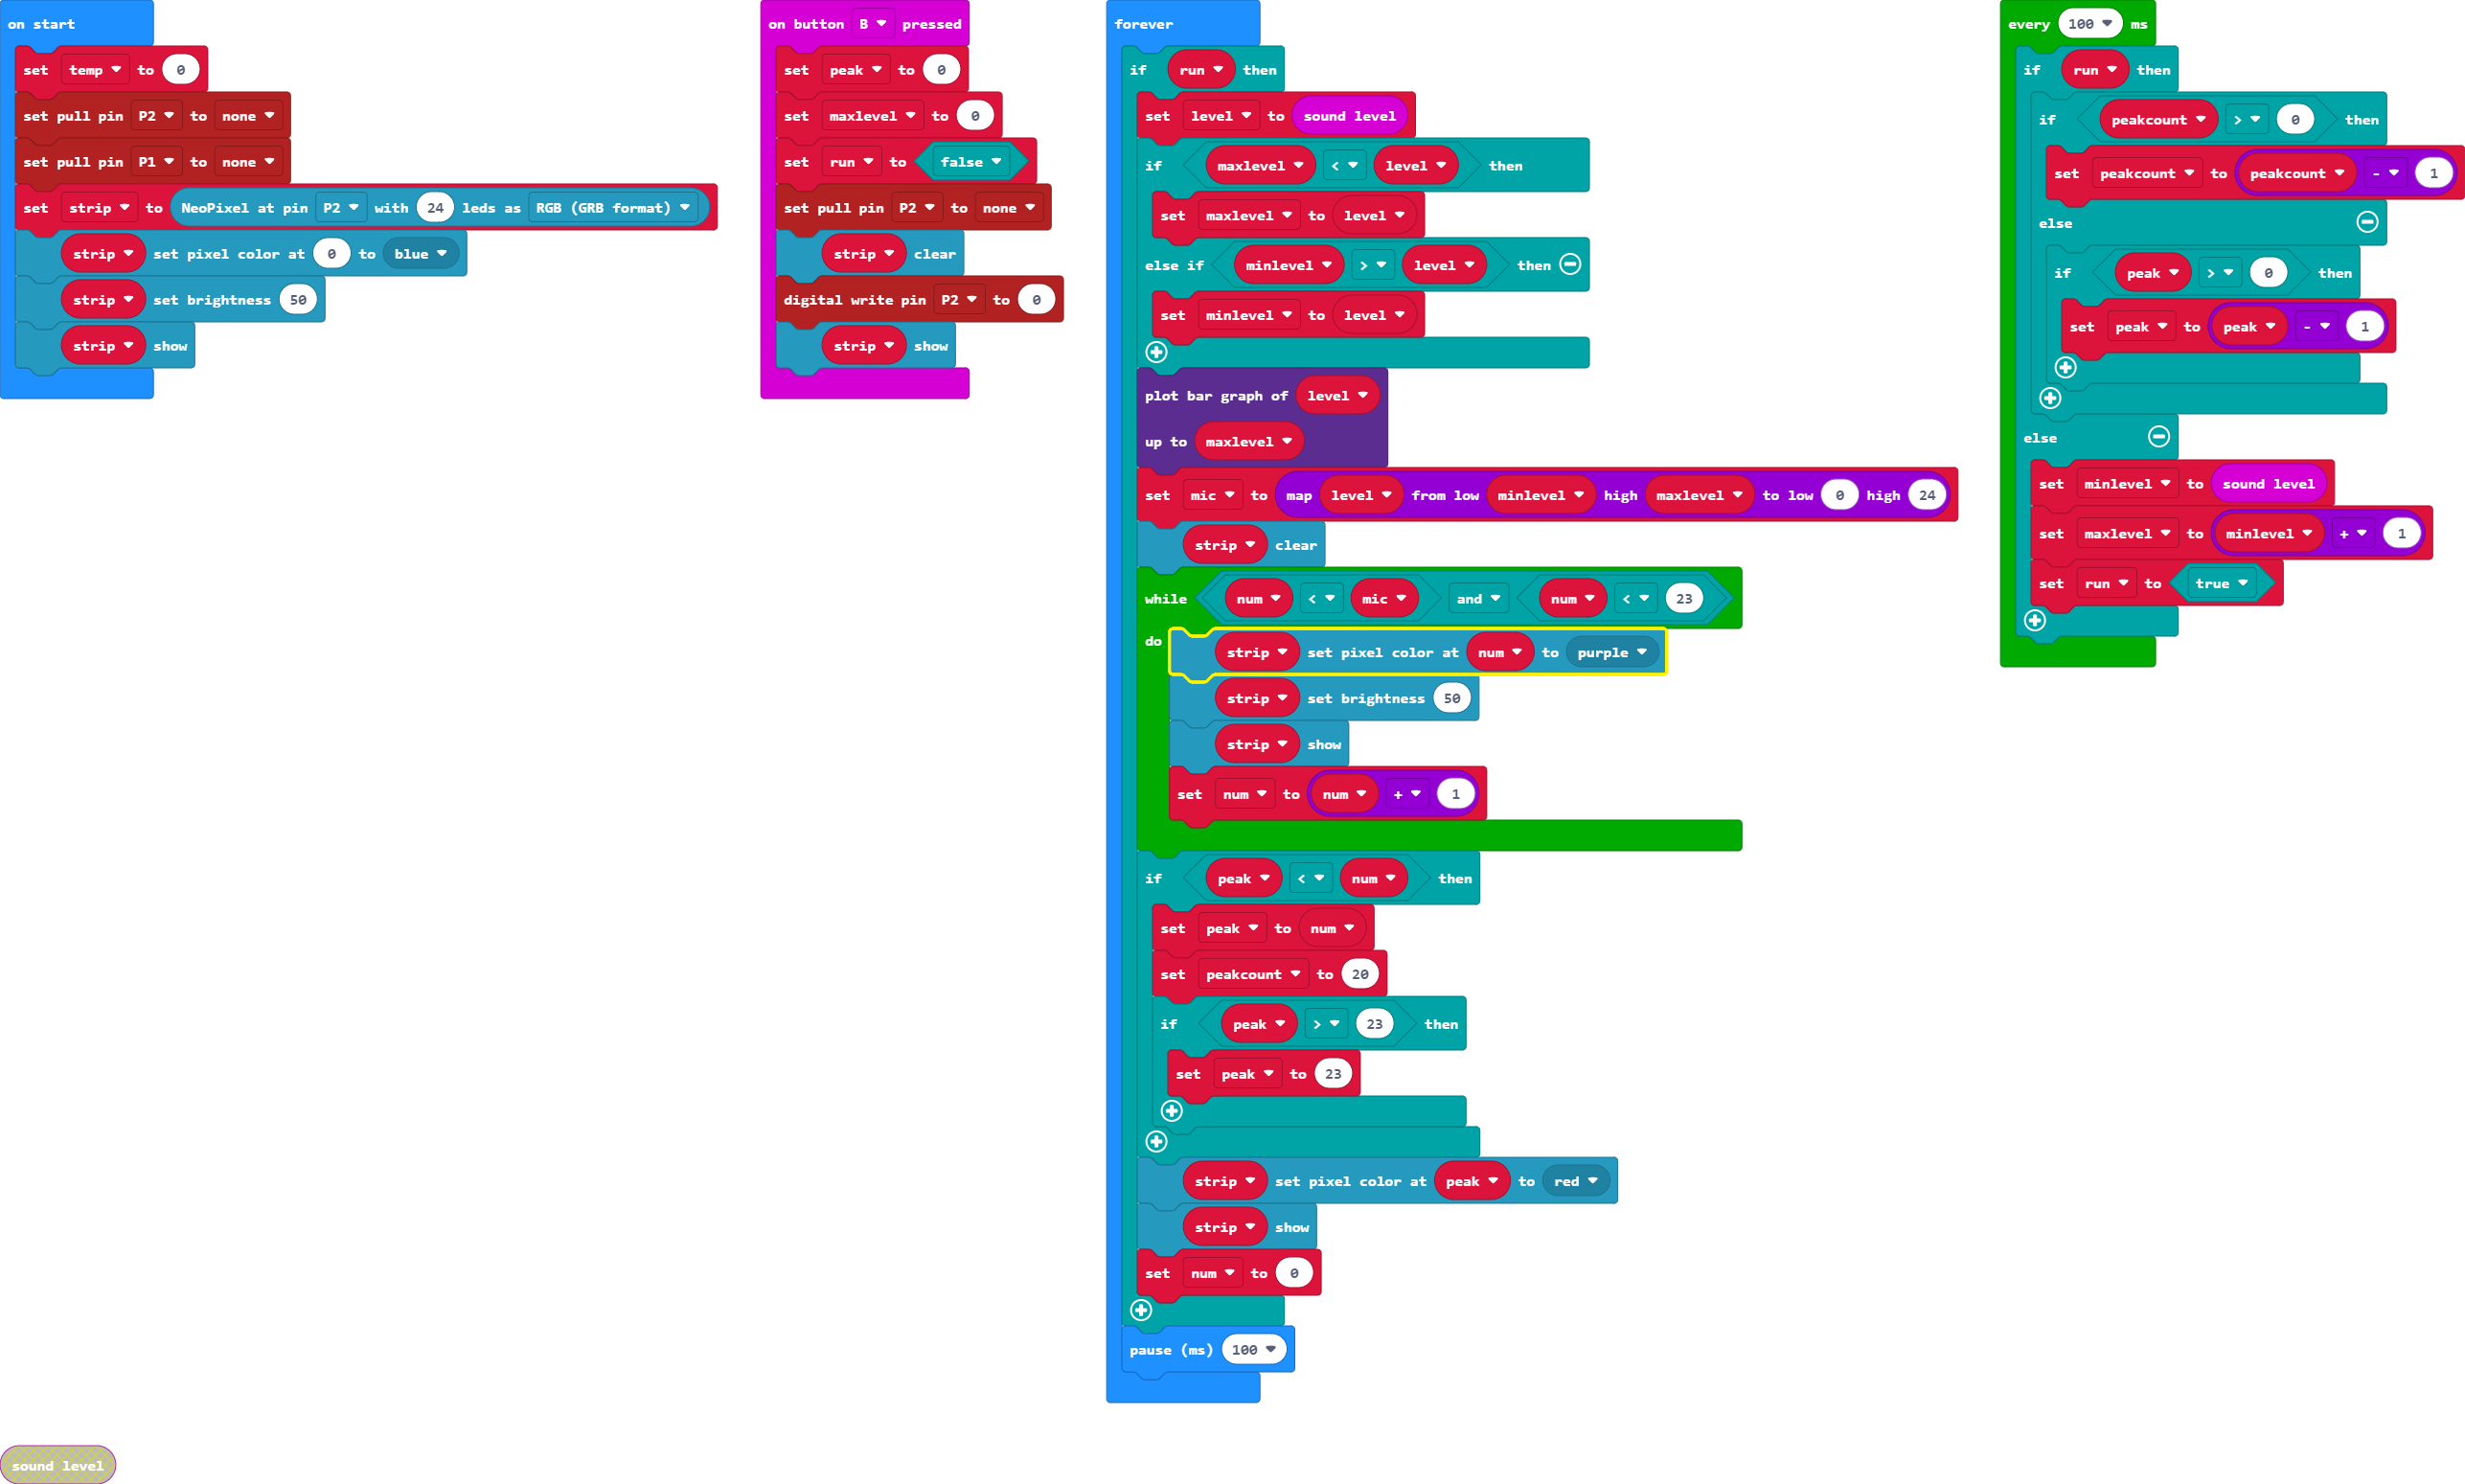 on start
set temp to 0
set pull pin P2 to none
set pull pin P1 to none
set strip to NeoPixel at pin P2 with 24 leds as RGB (GRB format)
strip set pixel color at 0 to blue
strip set brightness 50
strip show
on button B pressed
set peak to 0
set maxlevel to 0
set run to false
set pull pin P2 to none
strip clear
digital write pin P2 to 0
strip show
forever
if run then
set level to sound level
if maxlevel < level then
set maxlevel to level
else if minlevel > level then
set minlevel to level
plot bar graph of level
up to maxlevel
set mic to map level from low minlevel high maxlevel to low 0 high 24
strip clear
while num < mic and num < 23
do
strip set pixel color at num to purple
strip set brightness 50
strip show
set num to num + 1
if peak < num then
set peak to num
set peakcount to 20
if peak > 23 then
set peak to 23
strip set pixel color at peak to red
strip show
set num to 0
pause (ms) 100
every 100 ms
if run then
if peakcount > 0 then
set peakcount to peakcount - 1
else
if peak > 0 then
set peak to peak - 1
else
set minlevel to sound level
set maxlevel to minlevel + 1
set run to true
sound level